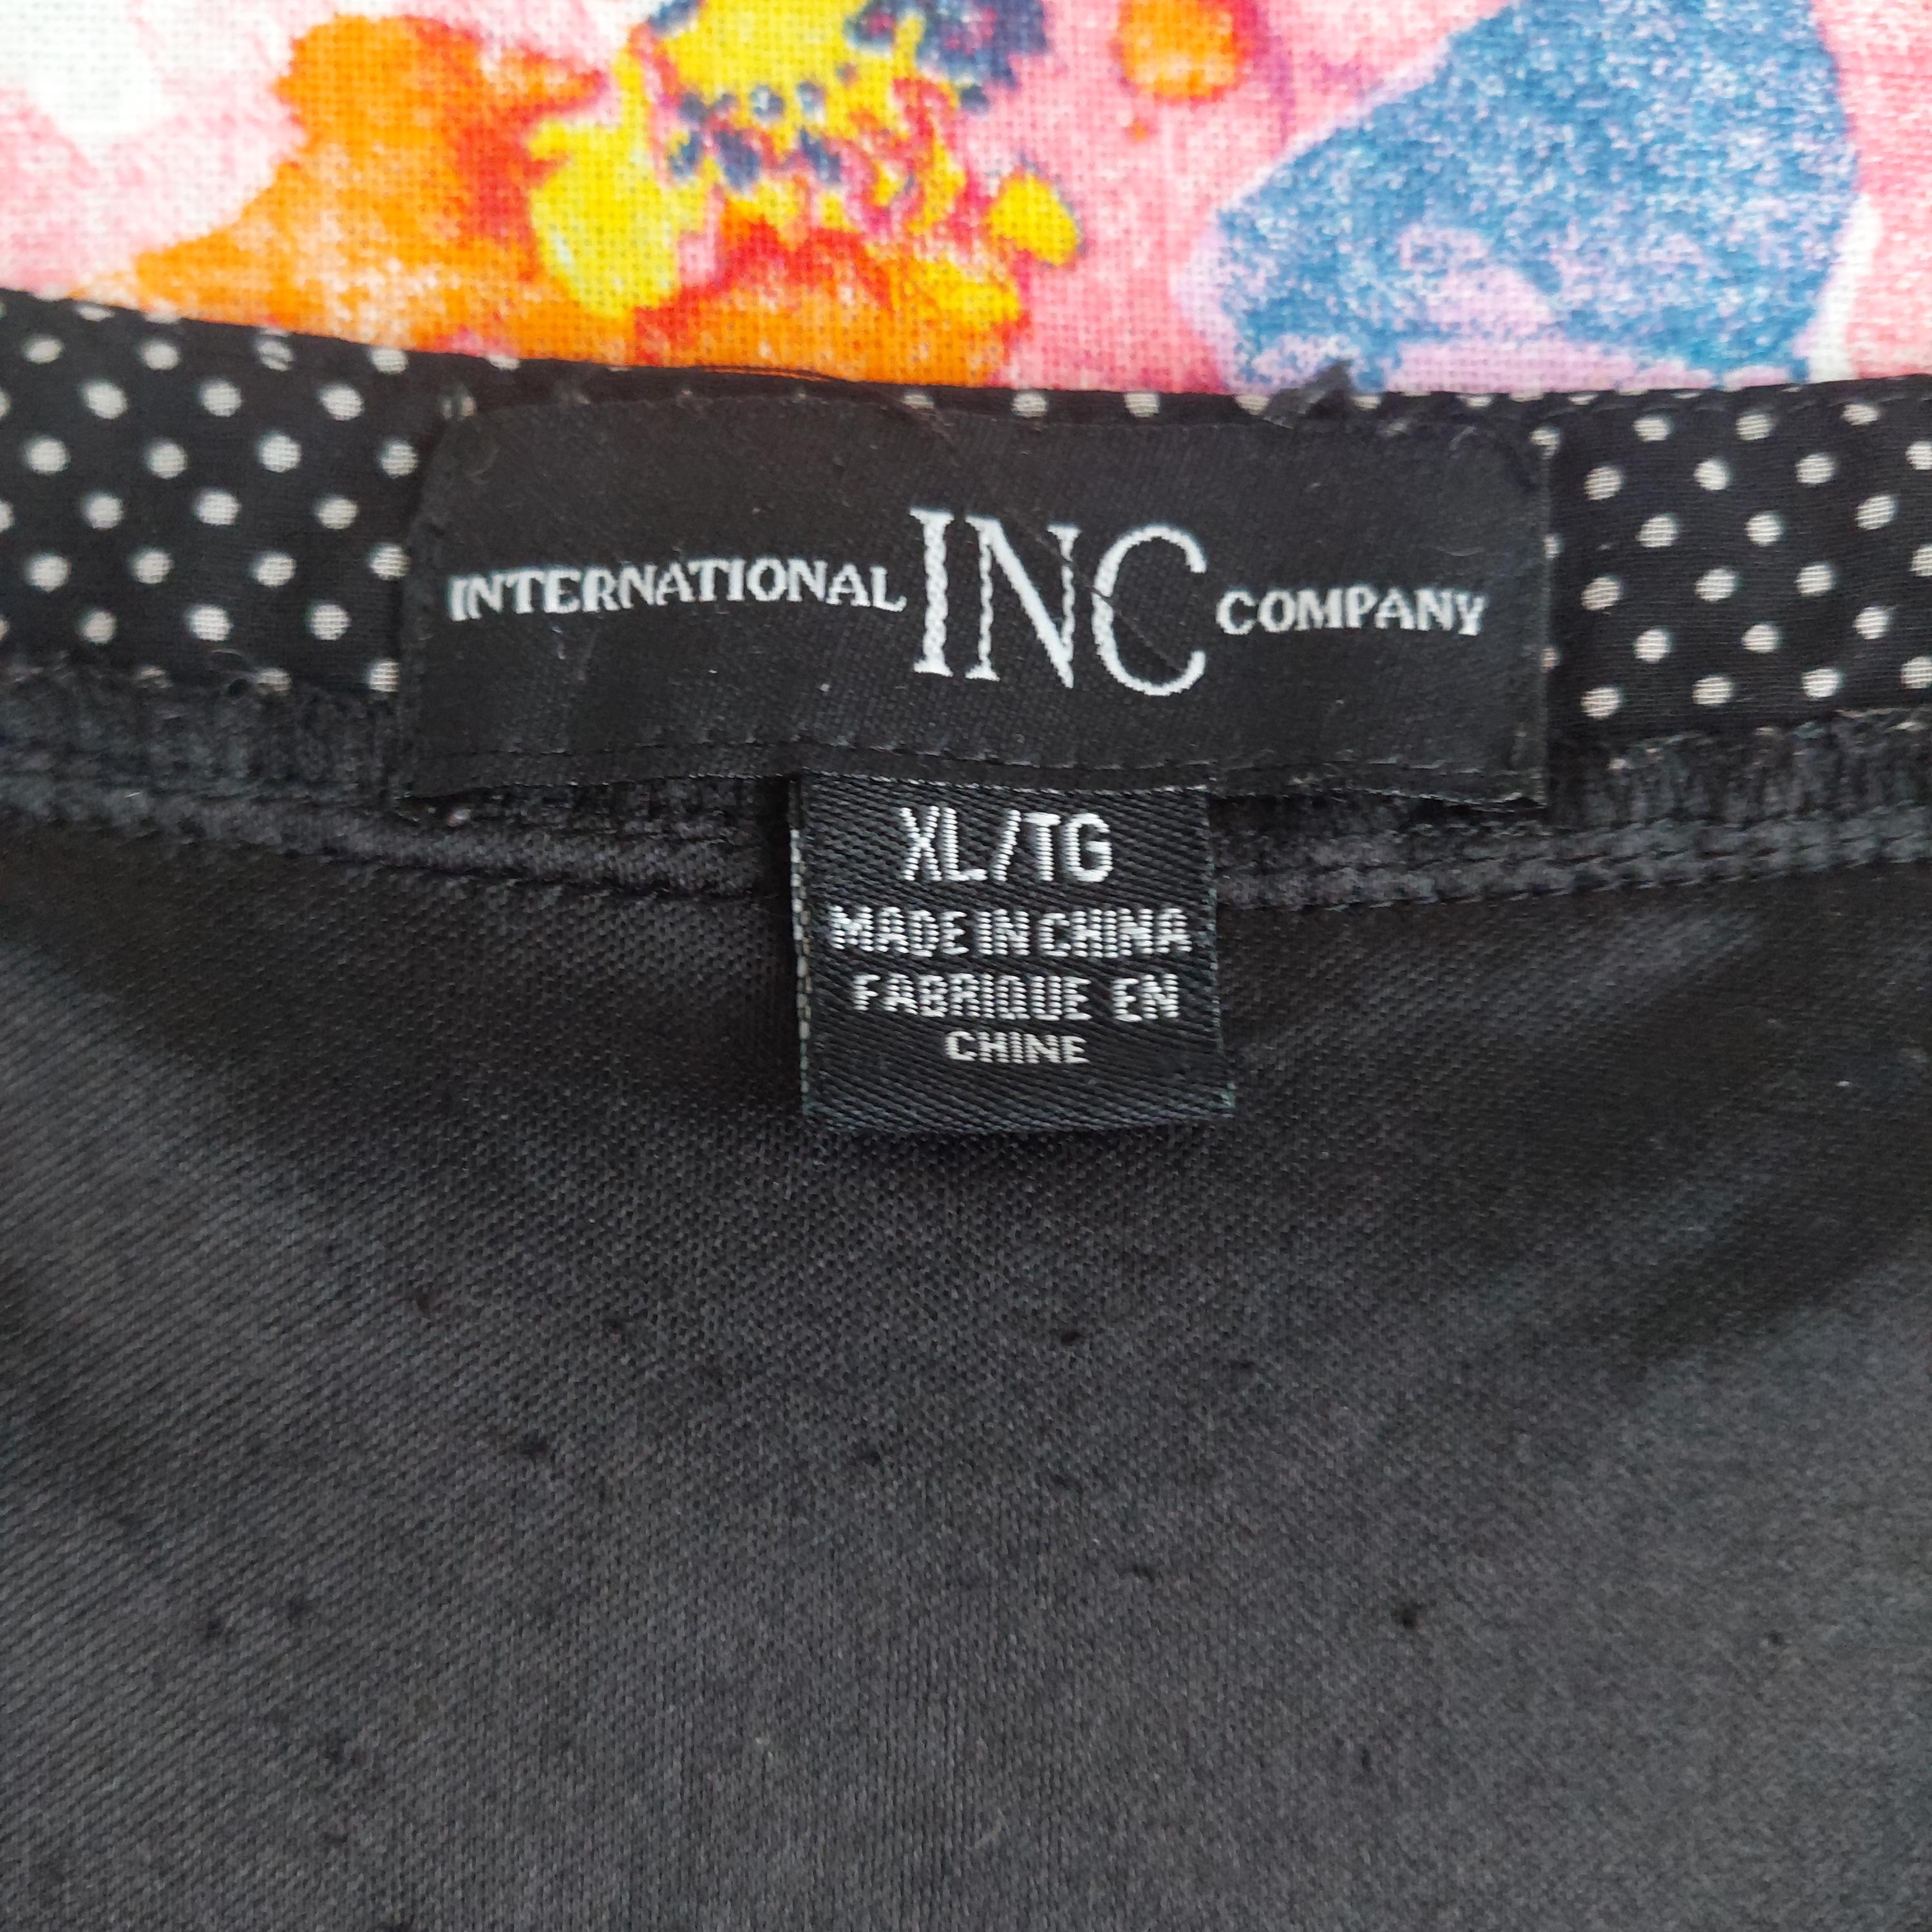 INTERNATIONAL INC COMPANY
XL/TG
MADE IN CHINA
FABRIQUE EN
CHINE